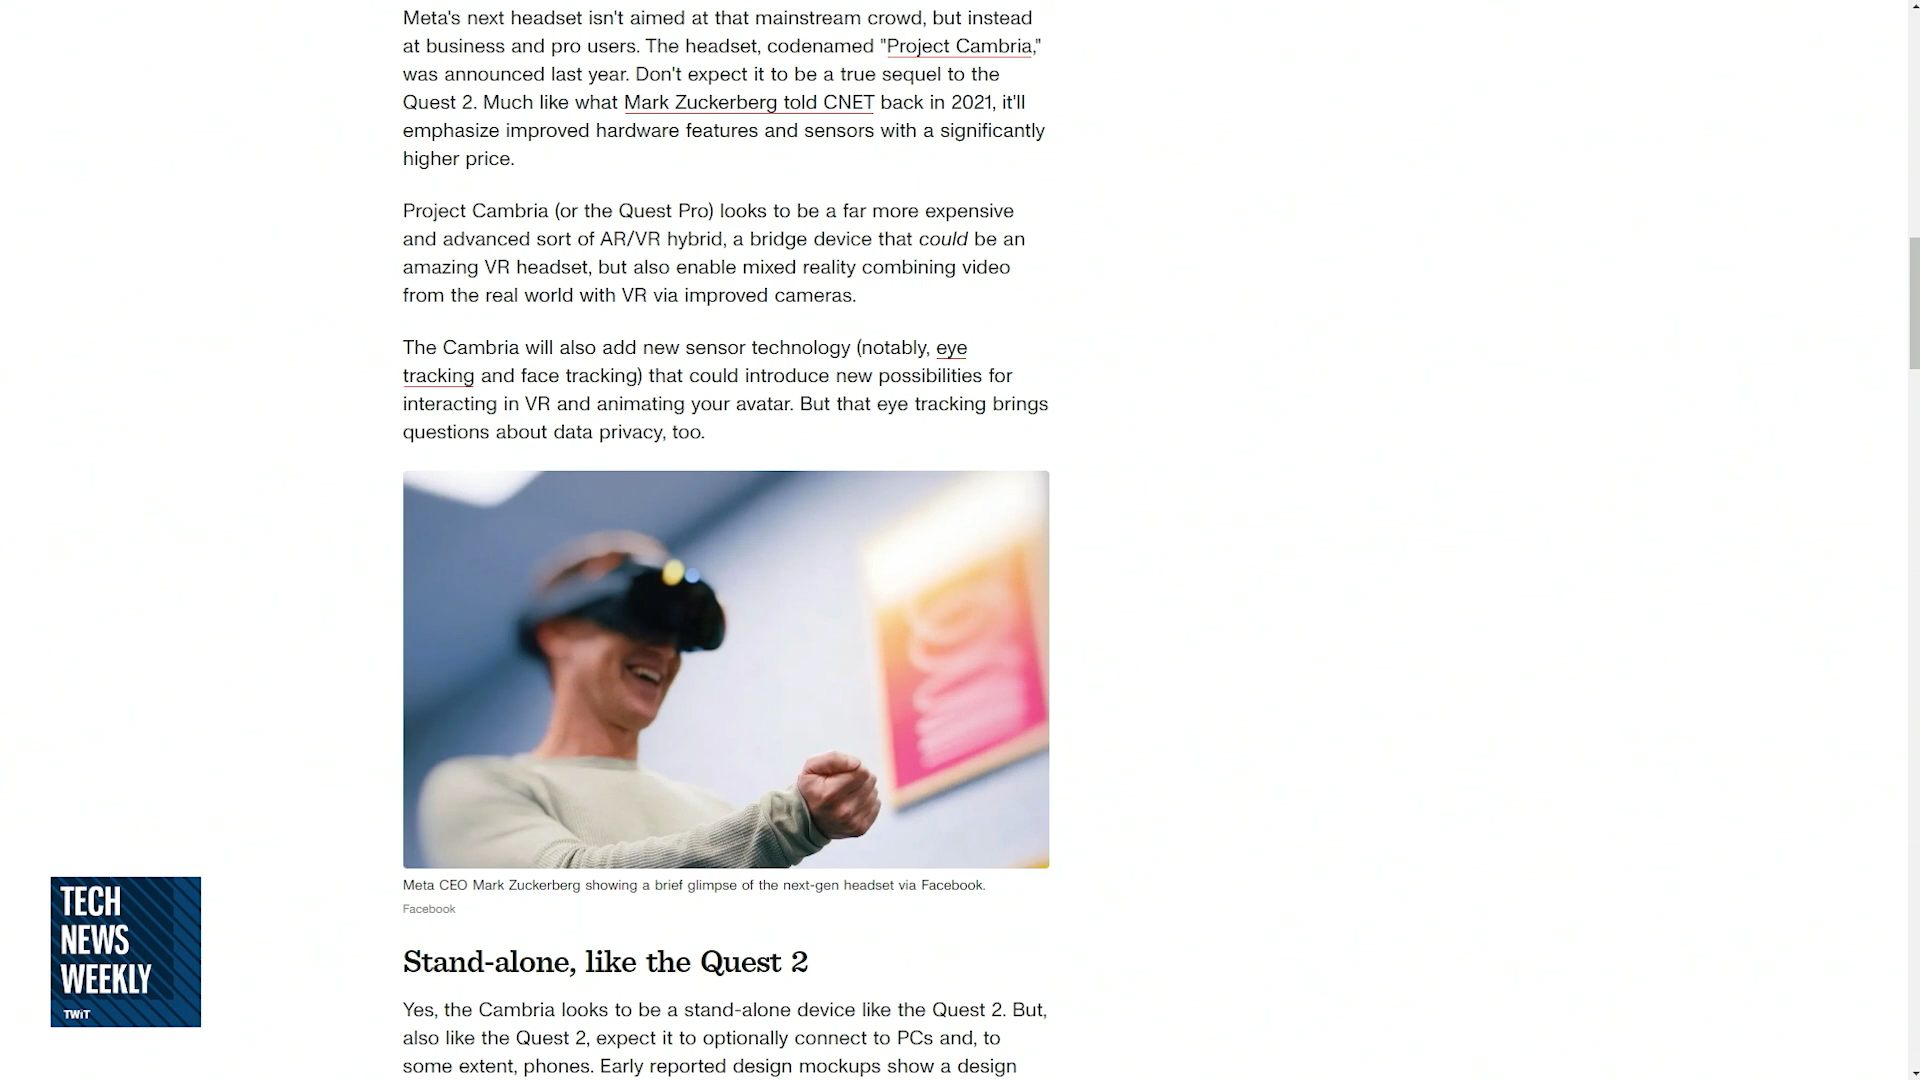 Meta's next headset isn't aimed at that mainstream crowd, but instead
at business and pro users. The headset, codenamed "Project Cambria,"
was announced last year. Don't expect it to be a true sequel to the
Quest 2. Much like what Mark Zuckerberg told CNET back in 2021, it'll
emphasize improved hardware features and sensors with a significantly
higher price.
Project Cambria (or the Quest Pro) looks to be a far more expensive
and advanced sort of AR/VR hybrid, a bridge device that could be an
amazing VR headset, but also enable mixed reality combining video
from the real world with VR via improved cameras.
The Cambria will also add new sensor technology (notably, eye
tracking and face tracking) that could introduce new possibilities for
interacting in VR and animating your avatar. But that eye tracking brings
questions about data privacy, too.
Meta CEO Mark Zuckerberg showing a brief glimpse of the next-gen headset via Facebook.
Facebook
Stand-alone, like the Quest 2
Yes, the Cambria looks to be a stand-alone device like the Quest 2. But,
also like the Quest 2, expect it to optionally connect to PCs and, to
some extent, phones. Early reported design mockups show a design
TECH
NEWS
WEEKLY
TWiT